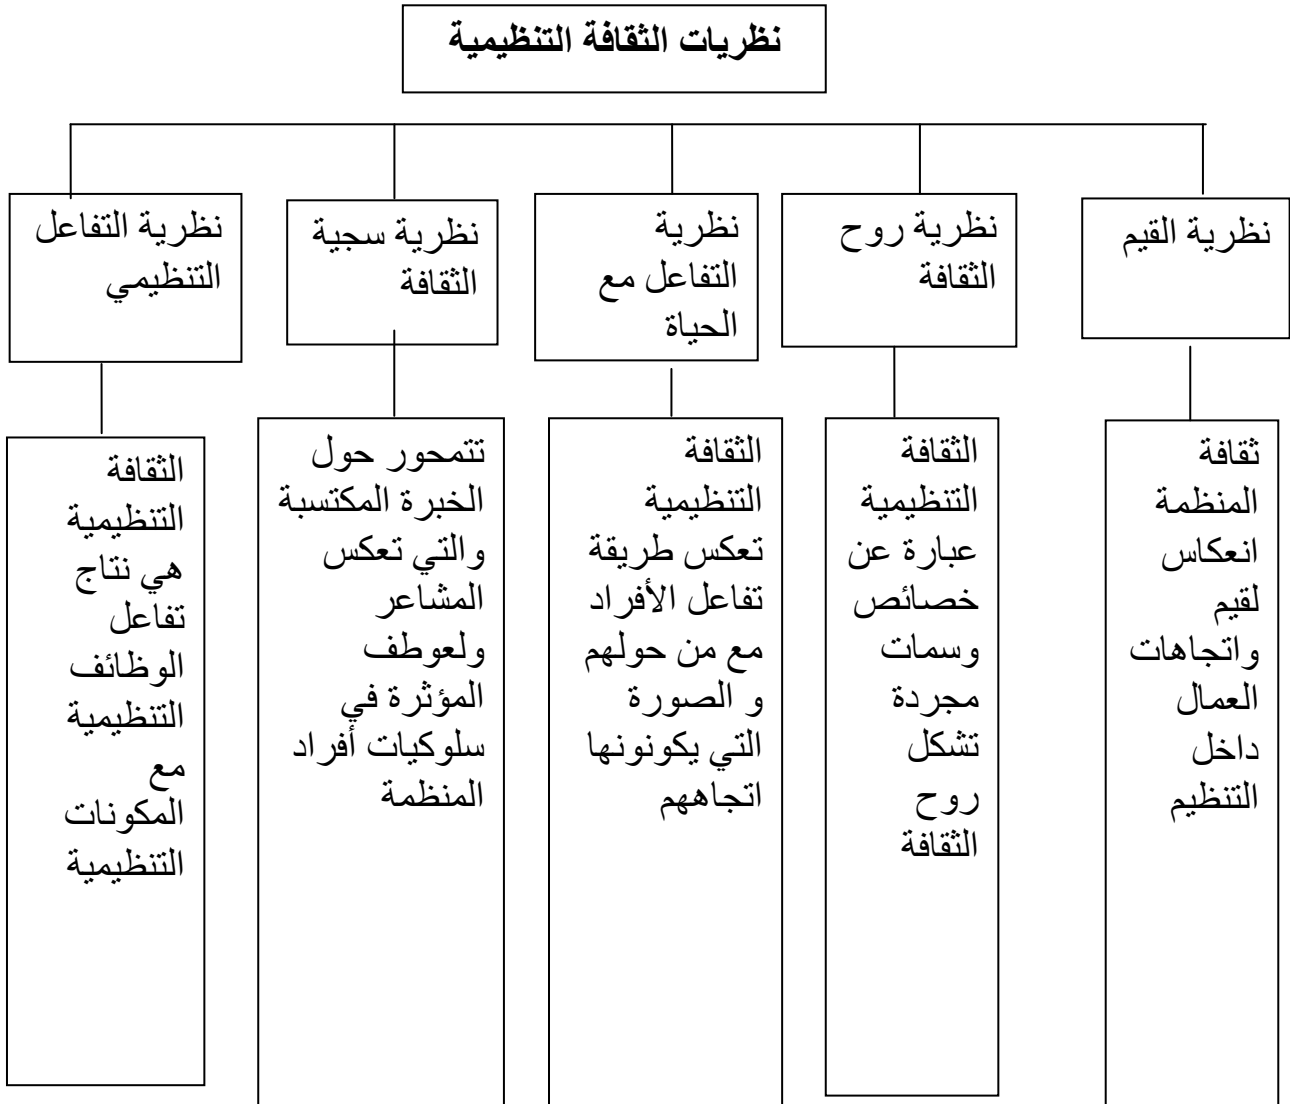 نظريات الثقافة التنظيمية
نظرية القيم
نظرية روح
الثقافة
نظرية
التفاعل مع
الحياة
نظرية سجية
الثقافة
نظرية التفاعل
التنظيمي
ثقافة
المنظمة
انعكاس
لقيم
واتجاهات
العمال
داخل
التنظيم
الثقافة
التنظيمية
عبارة عن
خصائص
وسمات
مجردة
تشكل
روح
الثقافة
الثقافة
التنظيمية
تعكس طريقة
تفاعل الأفراد
مع من حولهم
و الصورة
التي يكونونها
اتجاههم
تتمحور حول
الخبرة المكتسبة
والتي تعكس
المشاعر
ولعوطف
المؤثرة في
سلوكيات أفراد
المنظمة
الثقافة
التنظيمية
هي نتاج
تفاعل
الوظائف
التنظيمية
مع
المكونات
التنظيمية